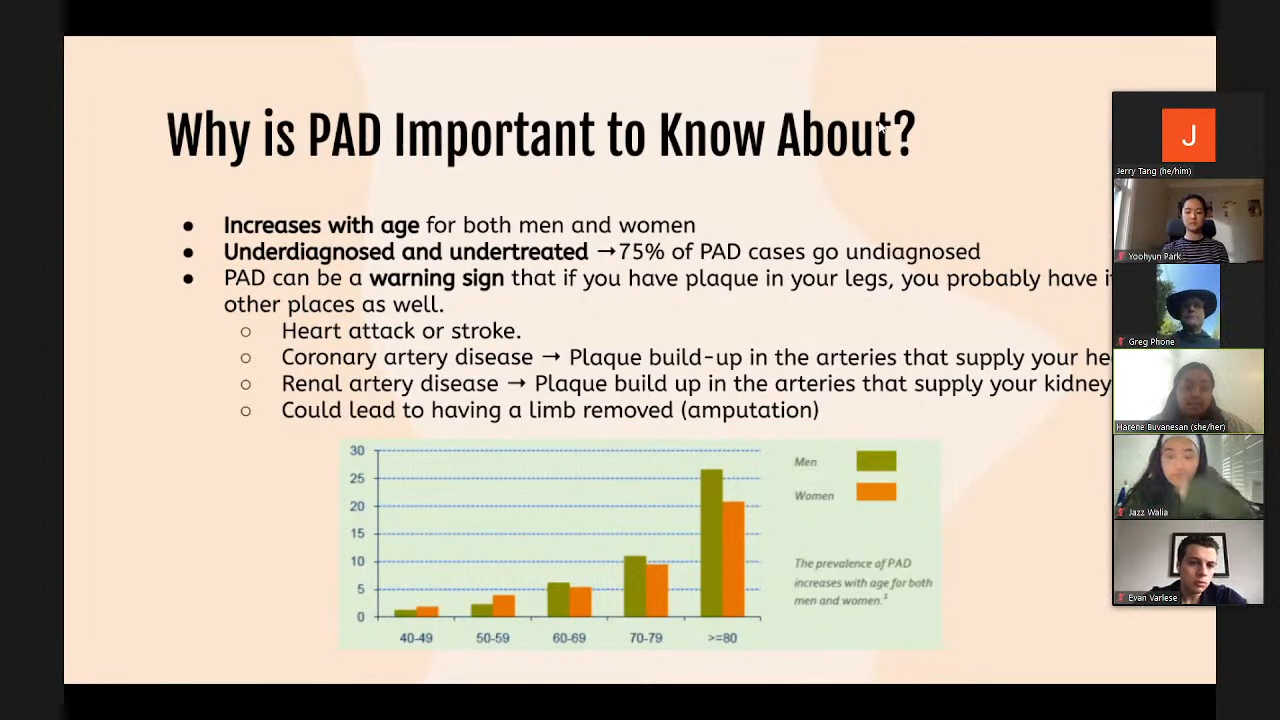 Why is PAD Important to Know About?
● Increases with age for both men and women
● Underdiagnosed and undertreated →75% of PAD cases go undiagnosed
● PAD can be a warning sign that if you have plaque in your legs, you probably have
other places as well.
○ Heart attack or stroke.
○ Coronary artery disease → Plaque build-up in the arteries that supply your
○ Renal artery disease → Plaque build up in the arteries that supply your kidney
○ Could lead to having a limb removed (amputation)
30
25
20
15
10
5
0
40-49 50-59 60-69 70-79 >=80
Men
Women
The prevalence of PAD
increases with age for both
men and women.¹
J
Jerry Tang (he/him)
Yoohyun Park
Greg Phone
Harene Buvanesan (she/her)
Jazz Walia
Evan Varlese